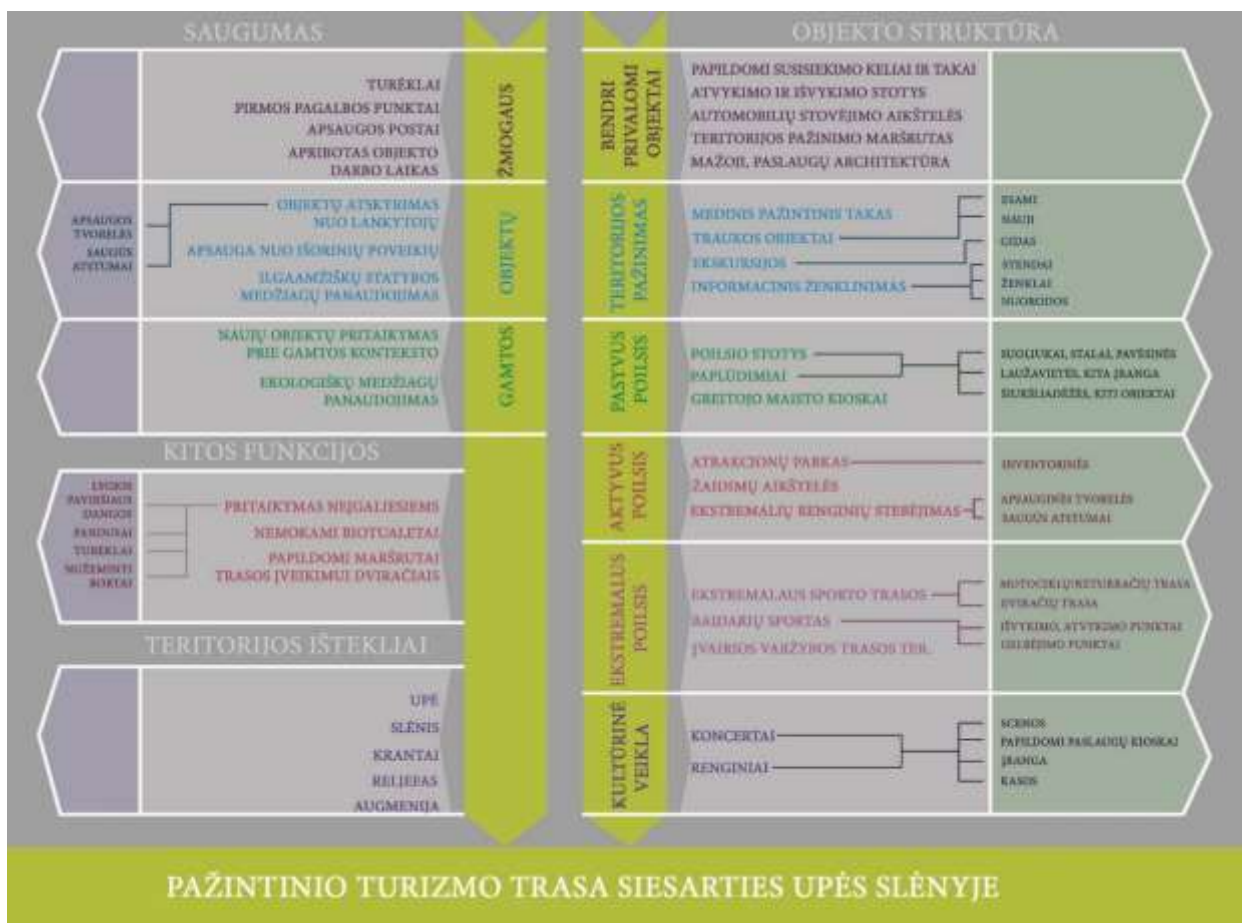 SAUGUMAS
TURĖKLAI
PIRMOS PAGALBOS PUNKTAI
APSAUGOS POSTAI
APRIBOTAS OBJEKTO
DARBO LAIKAS
ŽMOGAUS
APSAUGOS
TVORELĖS
SAUGŪS
ATSTUMAI
OBJEKTŲ ATSKYRIMAS
NUO LANKYTOJŲ
APSAUGA NUO IŠORINIŲ POVEIKIŲ
ILGAAMŽIŠKŲ STATYBOS
MEDŽIAGŲ PANAUDOJIMAS
OBJEKTŲ
NAUJŲ OBJEKTŲ PRITAIKYMAS
PRIE GAMTOS KONTEKSTO
EKOLOGIŠKŲ MEDŽIAGŲ
PANAUDOJIMAS
GAMTOS
KITOS FUNKCIJOS
LYGIOS
PAVIRŠIAUS
DANGOS
PANDUSAI
TURĖKLAI
NUŽEMINTI
BORTAI
PRITAIKYMAS NEĮGALIESIEMS
NEMOKAMI BIOTUALETAI
PAPILDOMI MARŠRUTAI
TRASOS ĮVEIKIMUI DVIRAČIAIS
TERITORIJOS IŠTEKLIAI
UPĖ
SLĖNIS
KRANTAI
RELJEFAS
AUGMENIJA
OBJEKTO STRUKTŪRA
BENDRI
PRIVALOMI
OBJEKTAI
PAPILDOMI SUSISIEKIMO KELIAI IR TAKAI
ATVYKIMO IR IŠVYKIMO STOTYS
AUTOMOBILIŲ STOVĖJIMO AIKŠTELĖS
TERITORIJOS PAŽINIMO MARŠRUTAS
MAŽOJI, PASLAUGŲ ARCHITEKTŪRA
TERITORIJOS
PAŽINIMAS
MEDINIS PAŽINTINIS TAKAS
TRAUKOS OBJEKTAI
EKSKURSIJOS
INFORMACINIS ŽENKLINIMAS
ESAMI
NAUJI
GIDAS
STENDAI
ŽENKLAI
NUORODOS
PASYVUS
POILSIS
POILSIO STOTYS
PAPLŪDIMIAI
GREITOJO MAISTO KIOSKAI
SUOLIUKAI, STALAI, PAVĖSINĖS
LAUŽAVIETĖS, KITA ĮRANGA
ŠIUKŠLIADĖŽĖS, KITI OBJEKTAI
AKTYVUS
POILSIS
ATRAKCIONŲ PARKAS
ŽAIDIMŲ AIKŠTELĖS
EKSTREMALIŲ RENGINIŲ STEBĖJIMAS
INVENTORINĖS
APSAUGINĖS TVORELĖS
SAUGŪS ATSTUMAI
EKSTREMALUS
POILSIS
EKSTREMALAUS SPORTO TRASOS
BAIDARIŲ SPORTAS
ĮVAIRIOS VARŽYBOS TRASOS TER.
MOTOCIKLŲ/KETURRAČIŲ TRASA
DVIRAČIŲ TRASA
IŠVYKIMO, ATVYKIMO PUNKTAI
GELBĖJIMO PUNKTAI
KULTŪRINĖ
VEIKLA
KONCERTAI
RENGINIAI
SCENOS
PAPILDOMI PASLAUGŲ KIOSKAI
ĮRANGA
KASOS
PAŽINTINIO TURIZMO TRASA SIESARTIES UPĖS SLĖNYJE